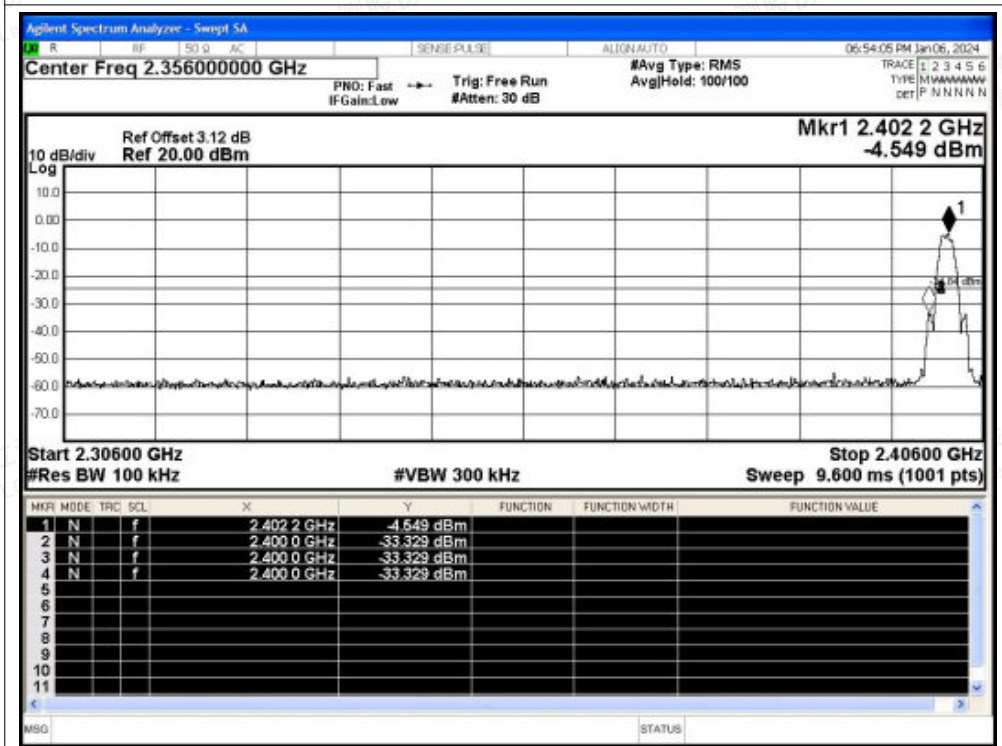 Agilent Spectrum Analyzer - Swept SA
R RF 50 Ω AC SENSE:PULSE ALIGN AUTO 06:54:05 PM Jan 06, 2024
Center Freq 2.356000000 GHz #Avg Type: RMS TRACE 1 2 3 4 5 6
PNO: Fast Trig: Free Run Avg|Hold: 100/100 TYPE M
IFGain:Low #Atten: 30 dB DET P N N N N N
Mkr1 2.402 2 GHz
Ref Offset 3.12 dB
10 dB/div Ref 20.00 dBm -4.549 dBm
Log
10.0
1
0.00
-10.0
-20.0
dBm
-30.0
-40.0
-50.0
-60.0
-70.0
Start 2.30600 GHz Stop 2.40600 GHz
#Res BW 100 kHz #VBW 300 kHz Sweep 9.600 ms (1001 pts)
MKR MODE TRC SCL X Y FUNCTION FUNCTION WIDTH FUNCTION VALUE
1 N f 2.402 2 GHz -4.549 dBm
2 N f 2.400 0 GHz -33.329 dBm
3 N f 2.400 0 GHz -33.329 dBm
4 N f 2.400 0 GHz -33.329 dBm
5
6
7
8
9
10
11
MSG STATUS